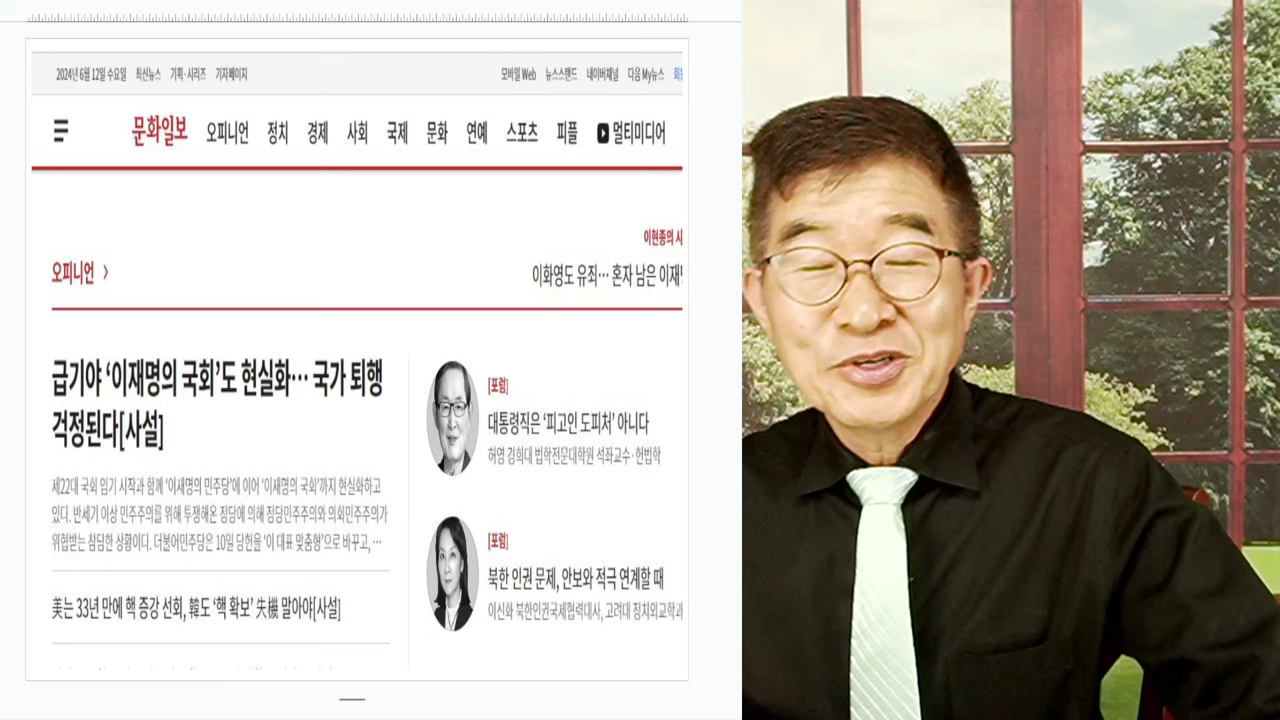 2024년 6월 12일 수요일 최신뉴스 기획·시리즈 기자페이지 모바일 Web 뉴스스탠드 네이버채널 다음 My뉴스
문화일보 오피니언 정치 경제 사회 국제 문화 연예 스포츠 피플 멀티미디어
이현종의 시
오피니언 >
이화영도 유죄… 혼자 남은 이재
급기야 ‘이재명의 국회’도 현실화… 국가 퇴행
걱정된다[사설]
제22대 국회 임기 시작과 함께 ‘이재명의 민주당’에 이어 ‘이재명의 국회’까지 현실화하고
있다. 반세기 이상 민주주의를 위해 투쟁해온 정당에 의해 정당민주주의와 의회민주주의가
위협받는 참담한 상황이다. 더불어민주당은 10일 당헌을 ‘이 대표 맞춤형’으로 바꾸고, …
美는 33년 만에 핵 증강 선회, 韓도 ‘핵 확보’ 失機 말아야[사설]
[포럼]
대통령직은 ‘피고인 도피처’ 아니다
허영 경희대 법학전문대학원 석좌교수·헌법학
[포럼]
북한 인권 문제, 안보와 적극 연계할 때
이신화 북한인권국제협력대사, 고려대 정치외교학과